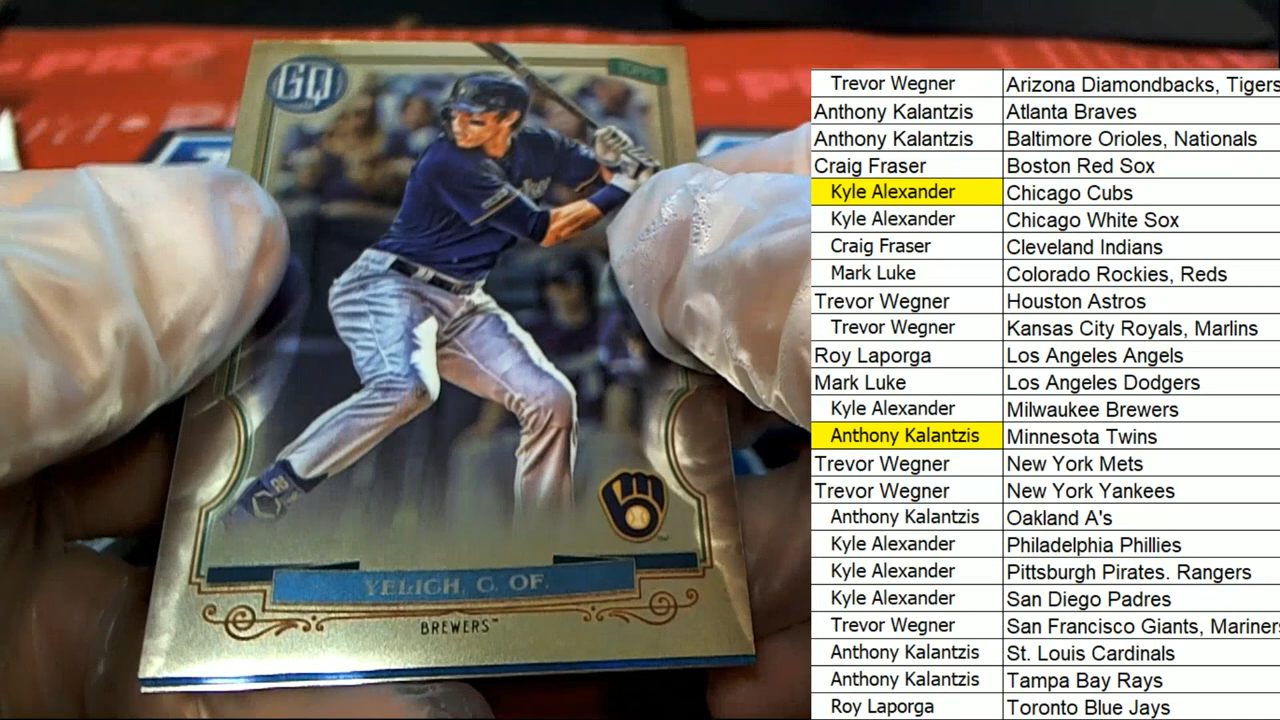 GQ
TOPPS
YELICH, C. OF.
BREWERS™
Trevor Wegner Arizona Diamondbacks, Tigers
Anthony Kalantzis Atlanta Braves
Anthony Kalantzis Baltimore Orioles, Nationals
Craig Fraser Boston Red Sox
Kyle Alexander Chicago Cubs
Kyle Alexander Chicago White Sox
Craig Fraser Cleveland Indians
Mark Luke Colorado Rockies, Reds
Trevor Wegner Houston Astros
Trevor Wegner Kansas City Royals, Marlins
Roy Laporga Los Angeles Angels
Mark Luke Los Angeles Dodgers
Kyle Alexander Milwaukee Brewers
Anthony Kalantzis Minnesota Twins
Trevor Wegner New York Mets
Trevor Wegner New York Yankees
Anthony Kalantzis Oakland A's
Kyle Alexander Philadelphia Phillies
Kyle Alexander Pittsburgh Pirates. Rangers
Kyle Alexander San Diego Padres
Trevor Wegner San Francisco Giants, Mariners
Anthony Kalantzis St. Louis Cardinals
Anthony Kalantzis Tampa Bay Rays
Roy Laporga Toronto Blue Jays